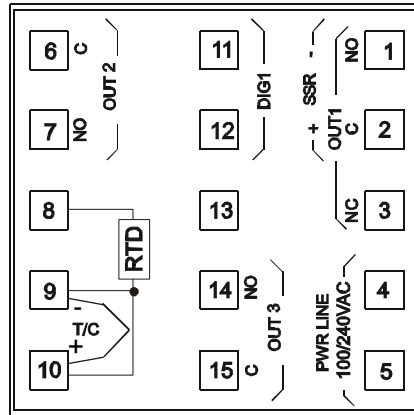 6 C
7 NO
OUT 2
8
9
10
RTD
- T/C +
11
12
DIG1
13
14 NO
15 C
OUT 3
SSR - +
OUT1
NO 1
C 2
NC 3
4
5
PWR LINE
100/240VAC